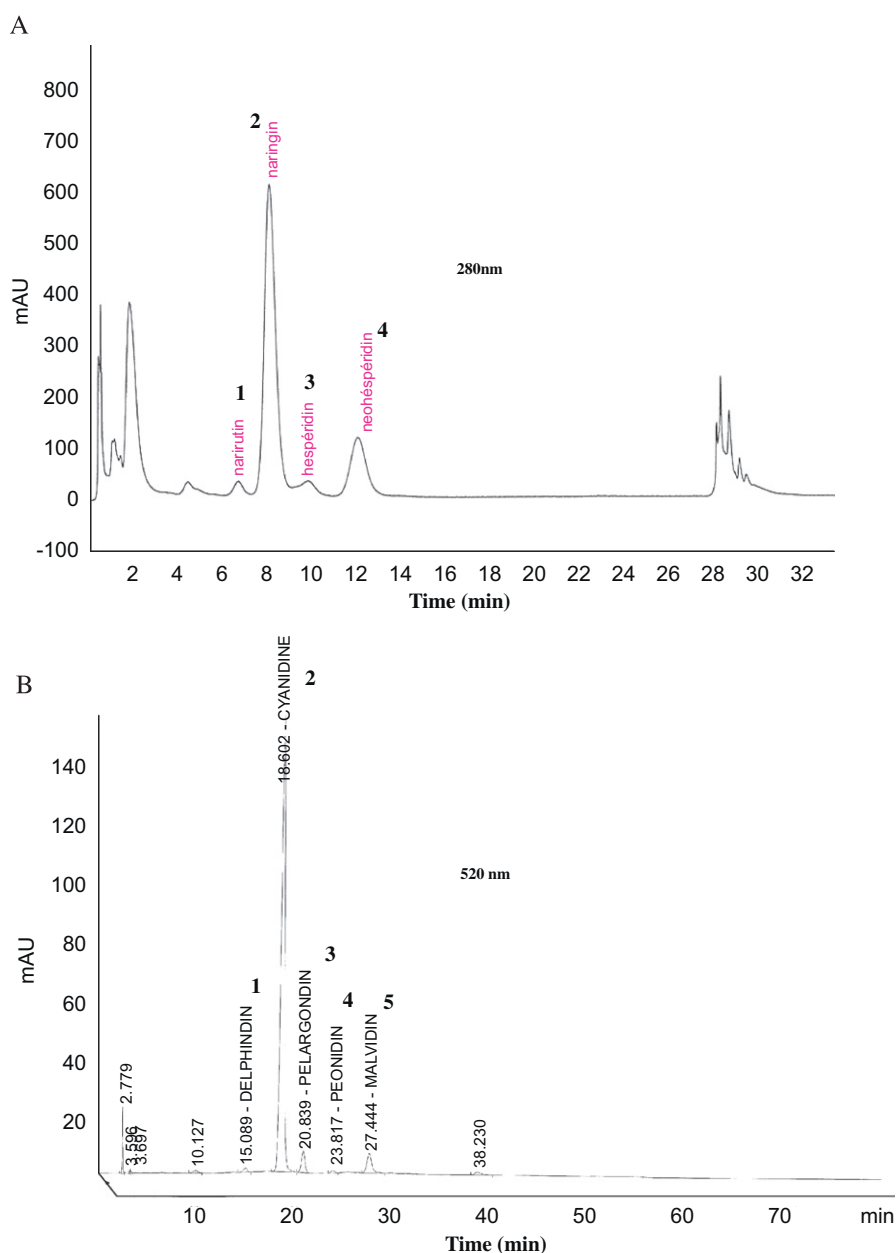 A
800
700
600
500
400
300
200
100
0
-100
mAU
2
naringin
280nm
4
neohéspéridin
1
narirutin
3
hespéridin
2 4 6 8 10 12 14 16 18 20 22 24 26 28 30 32
Time (min)
B
140
120
100
80
60
40
20
mAU
18.602 - CYANIDINE
2
520 nm
2.779
3.596
3.697
10.127
15.089 - DELPHINDIN
1
20.839 - PELARGONDIN
3
23.817 - PEONIDIN
4
27.444 - MALVIDIN
5
38.230
10 20 30 40 50 60 70 min
Time (min)